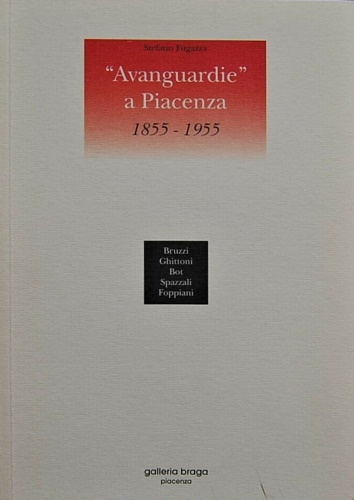 Stefano Fugazza
“Avanguardie”
a Piacenza
1855 - 1955
Bruzzi
Ghittoni
Bot
Spazzali
Foppiani
galleria braga
piacenza